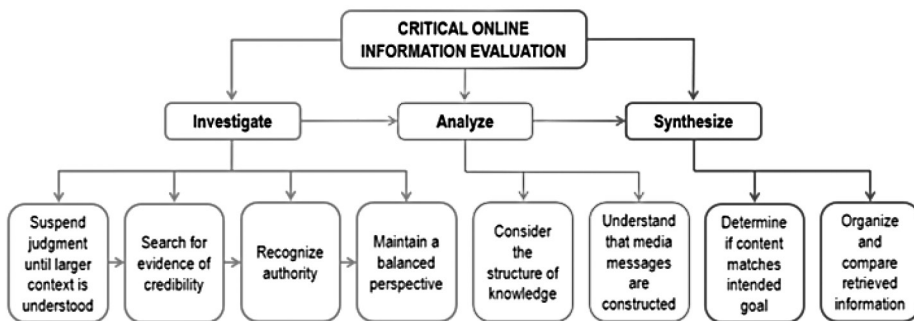 CRITICAL ONLINE
INFORMATION EVALUATION
Investigate
Analyze
Synthesize
Suspend
judgment
until larger
context is
understood
Search for
evidence of
credibility
Recognize
authority
Maintain a
balanced
perspective
Consider
the
structure of
knowledge
Understand
that media
messages
are
constructed
Determine
if content
matches
intended
goal
Organize
and
compare
retrieved
information